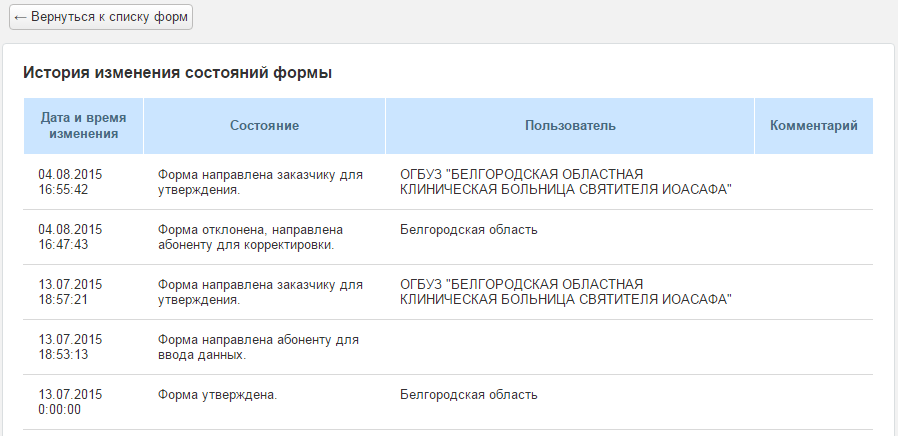 ← Вернуться к списку форм
История изменения состояний формы
Дата и время
изменения
Состояние
Пользователь
Комментарий
04.08.2015
16:55:42
Форма направлена заказчику для
утверждения.
ОГБУЗ "БЕЛГОРОДСКАЯ ОБЛАСТНАЯ
КЛИНИЧЕСКАЯ БОЛЬНИЦА СВЯТИТЕЛЯ ИОАСАФА"
04.08.2015
16:47:43
Форма отклонена, направлена
абоненту для корректировки.
Белгородская область
13.07.2015
18:57:21
Форма направлена заказчику для
утверждения.
ОГБУЗ "БЕЛГОРОДСКАЯ ОБЛАСТНАЯ
КЛИНИЧЕСКАЯ БОЛЬНИЦА СВЯТИТЕЛЯ ИОАСАФА"
13.07.2015
18:53:13
Форма направлена абоненту для
ввода данных.
13.07.2015
0:00:00
Форма утверждена.
Белгородская область